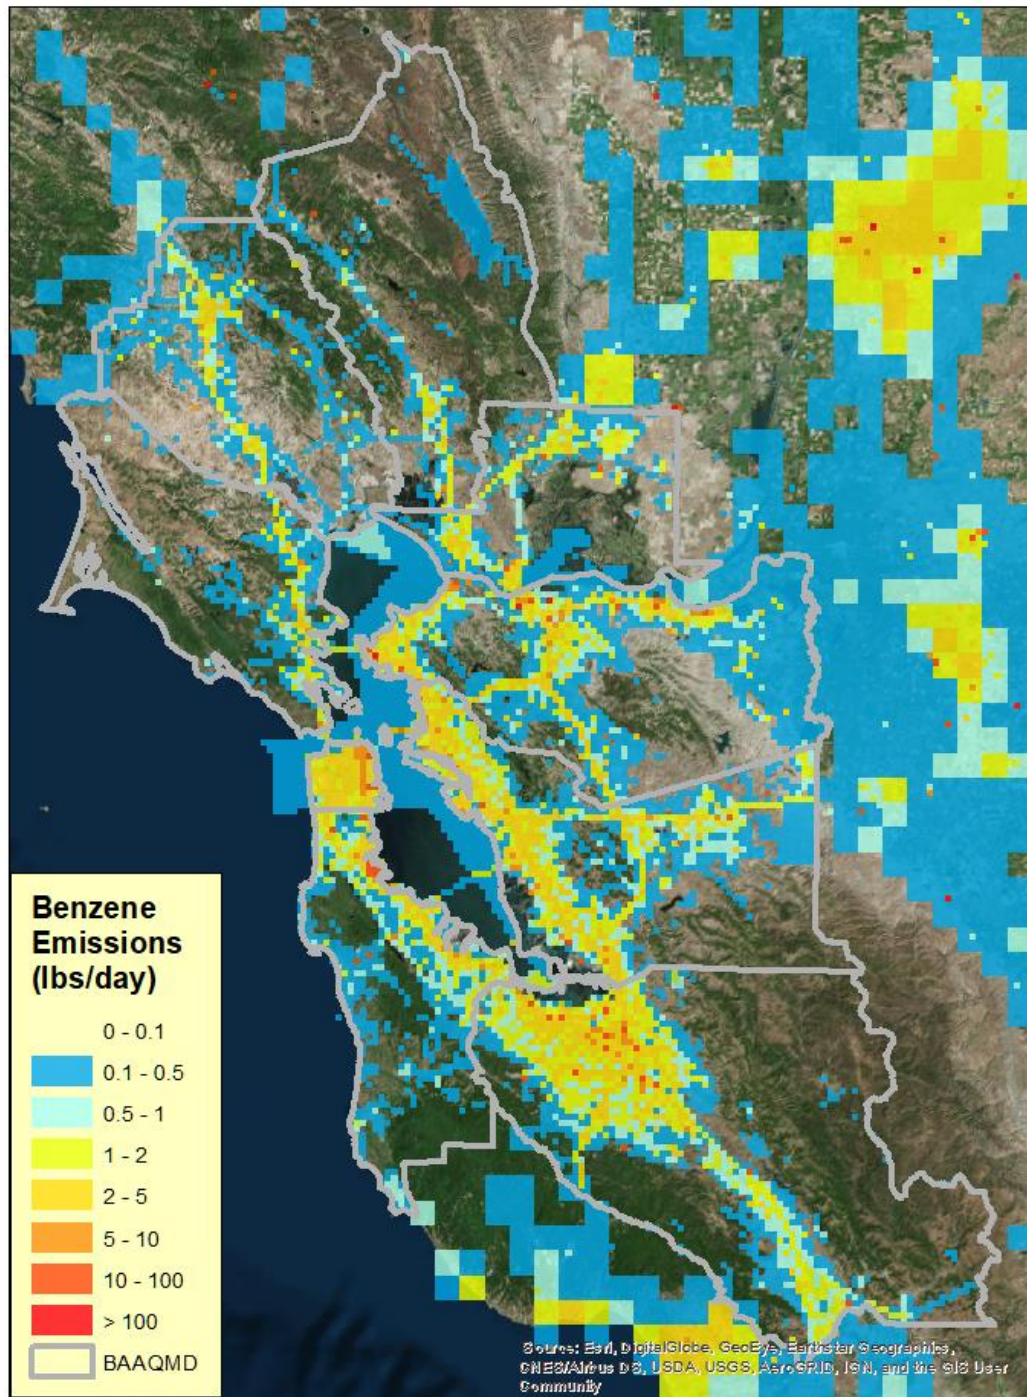 Benzene
Emissions
(lbs/day)
0 - 0.1
0.1 - 0.5
0.5 - 1
1 - 2
2 - 5
5 - 10
10 - 100
> 100
BAAQMD
Source: Esri, DigitalGlobe, GeoEye, Earthstar Geographics,
CNES/Airbus DS, USDA, USGS, AeroGRID, IGN, and the GIS User
Community